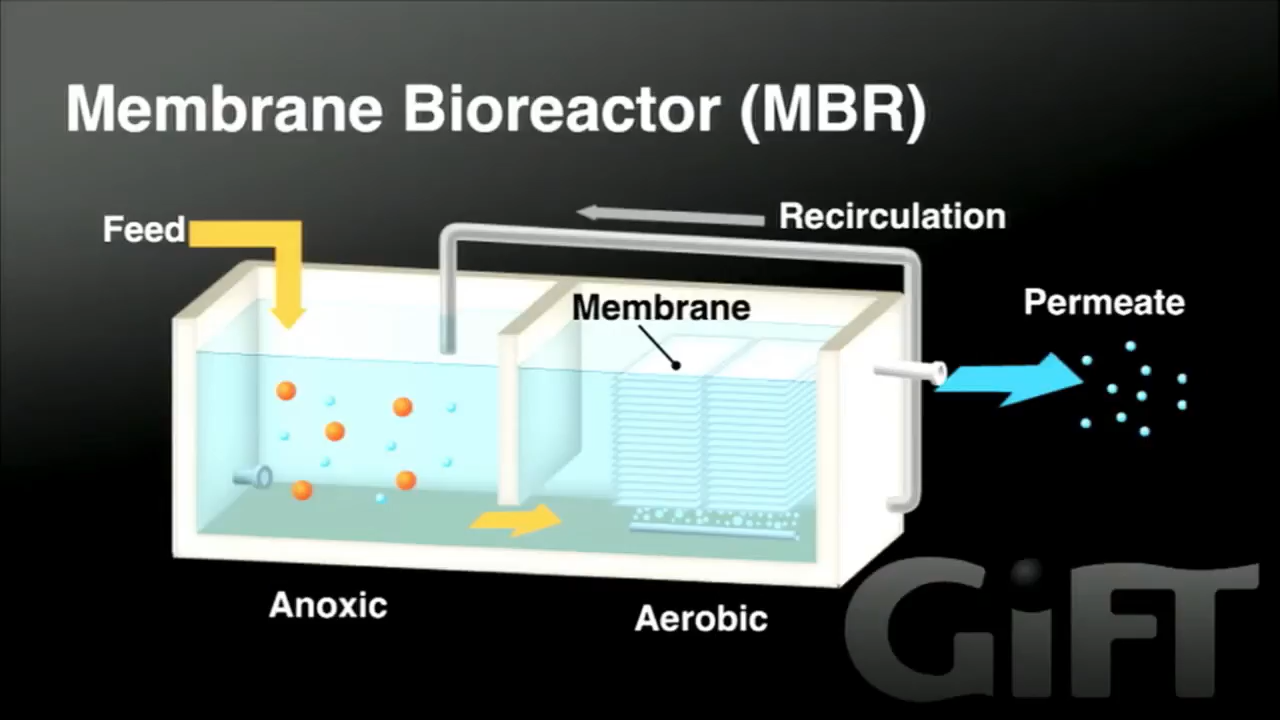 Membrane Bioreactor (MBR)
Feed
Recirculation
Membrane
Permeate
Anoxic
Aerobic
GiFT